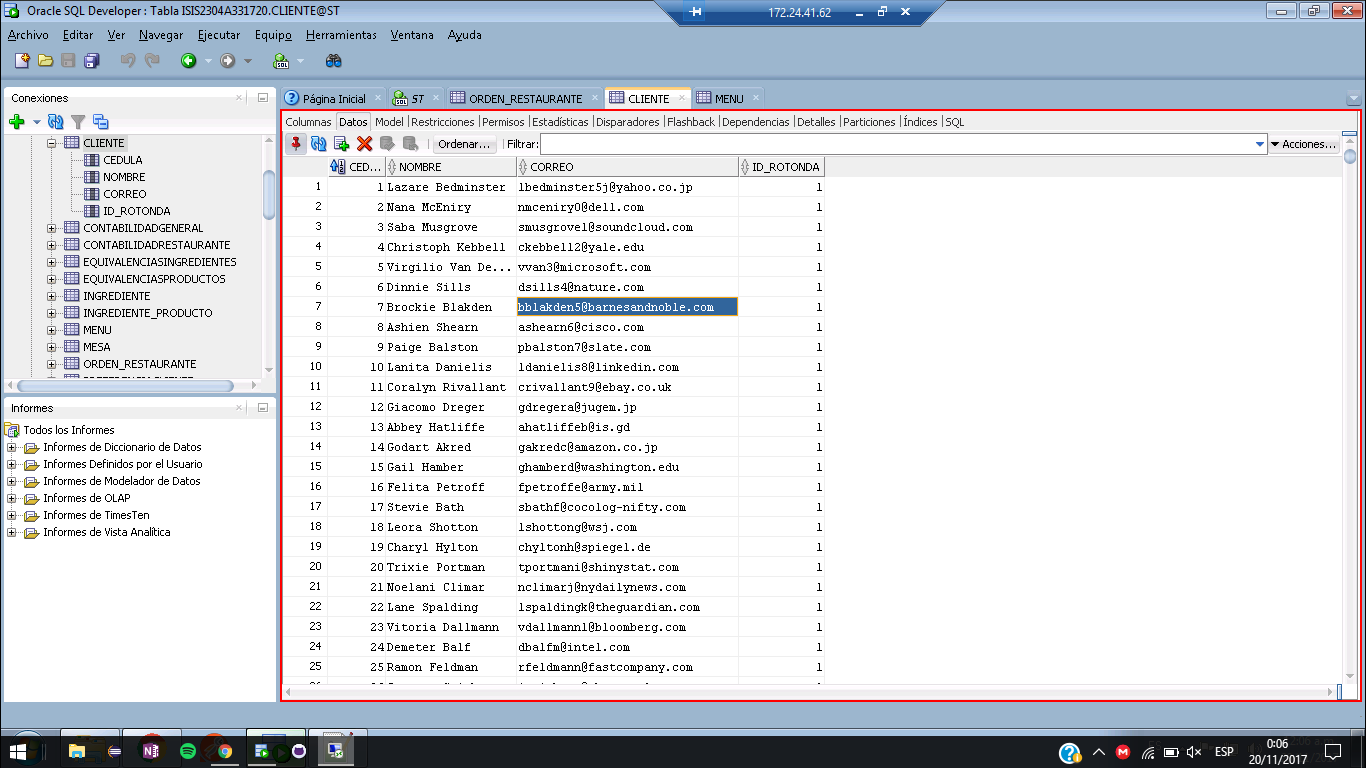 Oracle SQL Developer : Tabla ISIS2304A331720.CLIENTE@ST
172.24.41.62
Archivo Editar Ver Navegar Ejecutar Equipo Herramientas Ventana Ayuda
Conexiones
CLIENTE
CEDULA
NOMBRE
CORREO
ID_ROTONDA
CONTABILIDADGENERAL
CONTABILIDADRESTAURANTE
EQUIVALENCIASINGREDIENTES
EQUIVALENCIASPRODUCTOS
INGREDIENTE
INGREDIENTE_PRODUCTO
MENU
MESA
ORDEN_RESTAURANTE
Informes
Todos los Informes
Informes de Diccionario de Datos
Informes Definidos por el Usuario
Informes de Modelador de Datos
Informes de OLAP
Informes de TimesTen
Informes de Vista Analítica
Página Inicial ST ORDEN_RESTAURANTE CLIENTE MENU
Columnas Datos Model Restricciones Permisos Estadísticas Disparadores Flashback Dependencias Detalles Particiones Índices SQL
Ordenar... Filtrar: Acciones...
CED... NOMBRE CORREO ID_ROTONDA
1 1 Lazare Bedminster lbedminster5j@yahoo.co.jp 1
2 2 Nana McEniry nmceniry0@dell.com 1
3 3 Saba Musgrove smusgrove1@soundcloud.com 1
4 4 Christoph Kebbell ckebbell2@yale.edu 1
5 5 Virgilio Van De... vvan3@microsoft.com 1
6 6 Dinnie Sills dsills4@nature.com 1
7 7 Brockie Blakden bblakden5@barnesandnoble.com 1
8 8 Ashien Shearn ashearn6@cisco.com 1
9 9 Paige Balston pbalston7@slate.com 1
10 10 Lanita Danielis ldanielis8@linkedin.com 1
11 11 Coralyn Rivallant crivallant9@ebay.co.uk 1
12 12 Giacomo Dreger gdregera@jugem.jp 1
13 13 Abbey Hatliffe ahatliffeb@is.gd 1
14 14 Godart Akred gakredc@amazon.co.jp 1
15 15 Gail Hamber ghamberd@washington.edu 1
16 16 Felita Petroff fpetroffe@army.mil 1
17 17 Stevie Bath sbathf@cocolog-nifty.com 1
18 18 Leora Shotton lshottong@wsj.com 1
19 19 Charyl Hylton chyltonh@spiegel.de 1
20 20 Trixie Portman tportmani@shinystat.com 1
21 21 Noelani Climar nclimarj@nydailynews.com 1
22 22 Lane Spalding lspaldingk@theguardian.com 1
23 23 Vitoria Dallmann vdallmannl@bloomberg.com 1
24 24 Demeter Balf dbalfm@intel.com 1
25 25 Ramon Feldman rfeldmann@fastcompany.com 1
ESP
0:06
20/11/2017